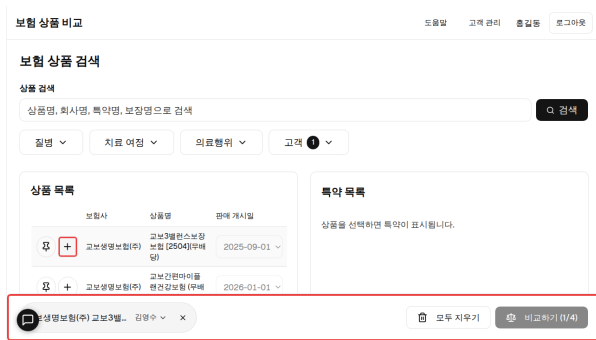 보험 상품 비교
도움말 고객 관리 홍길동 로그아웃
보험 상품 검색
상품 검색
상품명, 회사명, 특약명, 보장명으로 검색 검색
질병 치료 여정 의료행위 고객 1
상품 목록
보험사 상품명 판매 개시일
교보생명보험(주) 교보3밸런스보장보험 [2504](무배당) 2025-09-01
교보생명보험(주) 교보간편마이플랜건강보험 (무배 2026-01-01
특약 목록
상품을 선택하면 특약이 표시됩니다.
생명보험(주) 교보3밸... 김영수
모두 지우기 비교하기 (1/4)